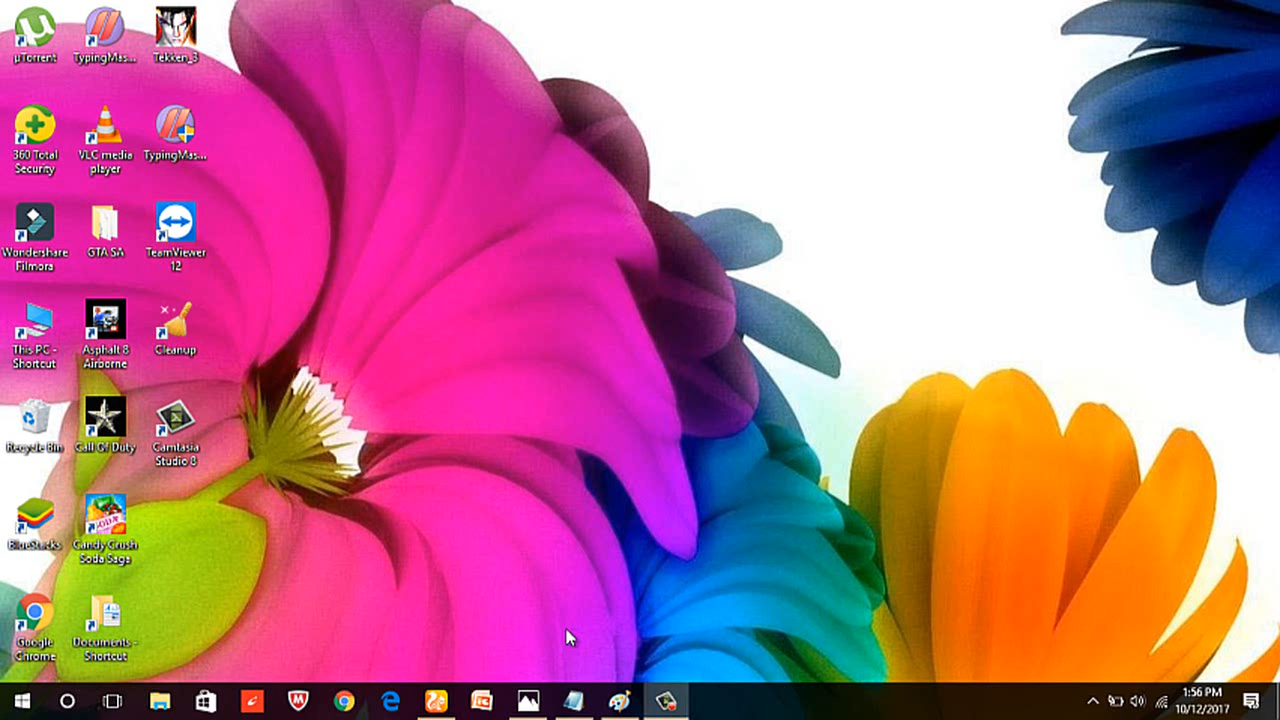 µTorrent
TypingMas...
Tekken_3
360 Total
Security
VLC media
player
TypingMas...
Wondershare
Filmora
GTA SA
TeamViewer
12
This PC -
Shortcut
Asphalt 8
Airborne
Cleanup
Recycle Bin
Call Of Duty
Camtasia
Studio 8
BlueStacks
Candy Crush
Soda Saga
Google
Chrome
Documents -
Shortcut
1:56 PM
10/12/2017